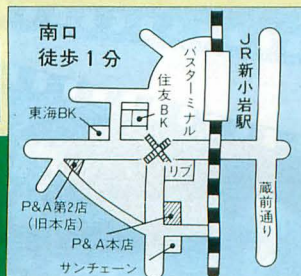 南口
徒歩1分
JR新小岩駅
バスターミナル
住友BK
東海BK
リブ
蔵前通り
P&A第2店
(旧本店)
P&A本店
サンチェーン